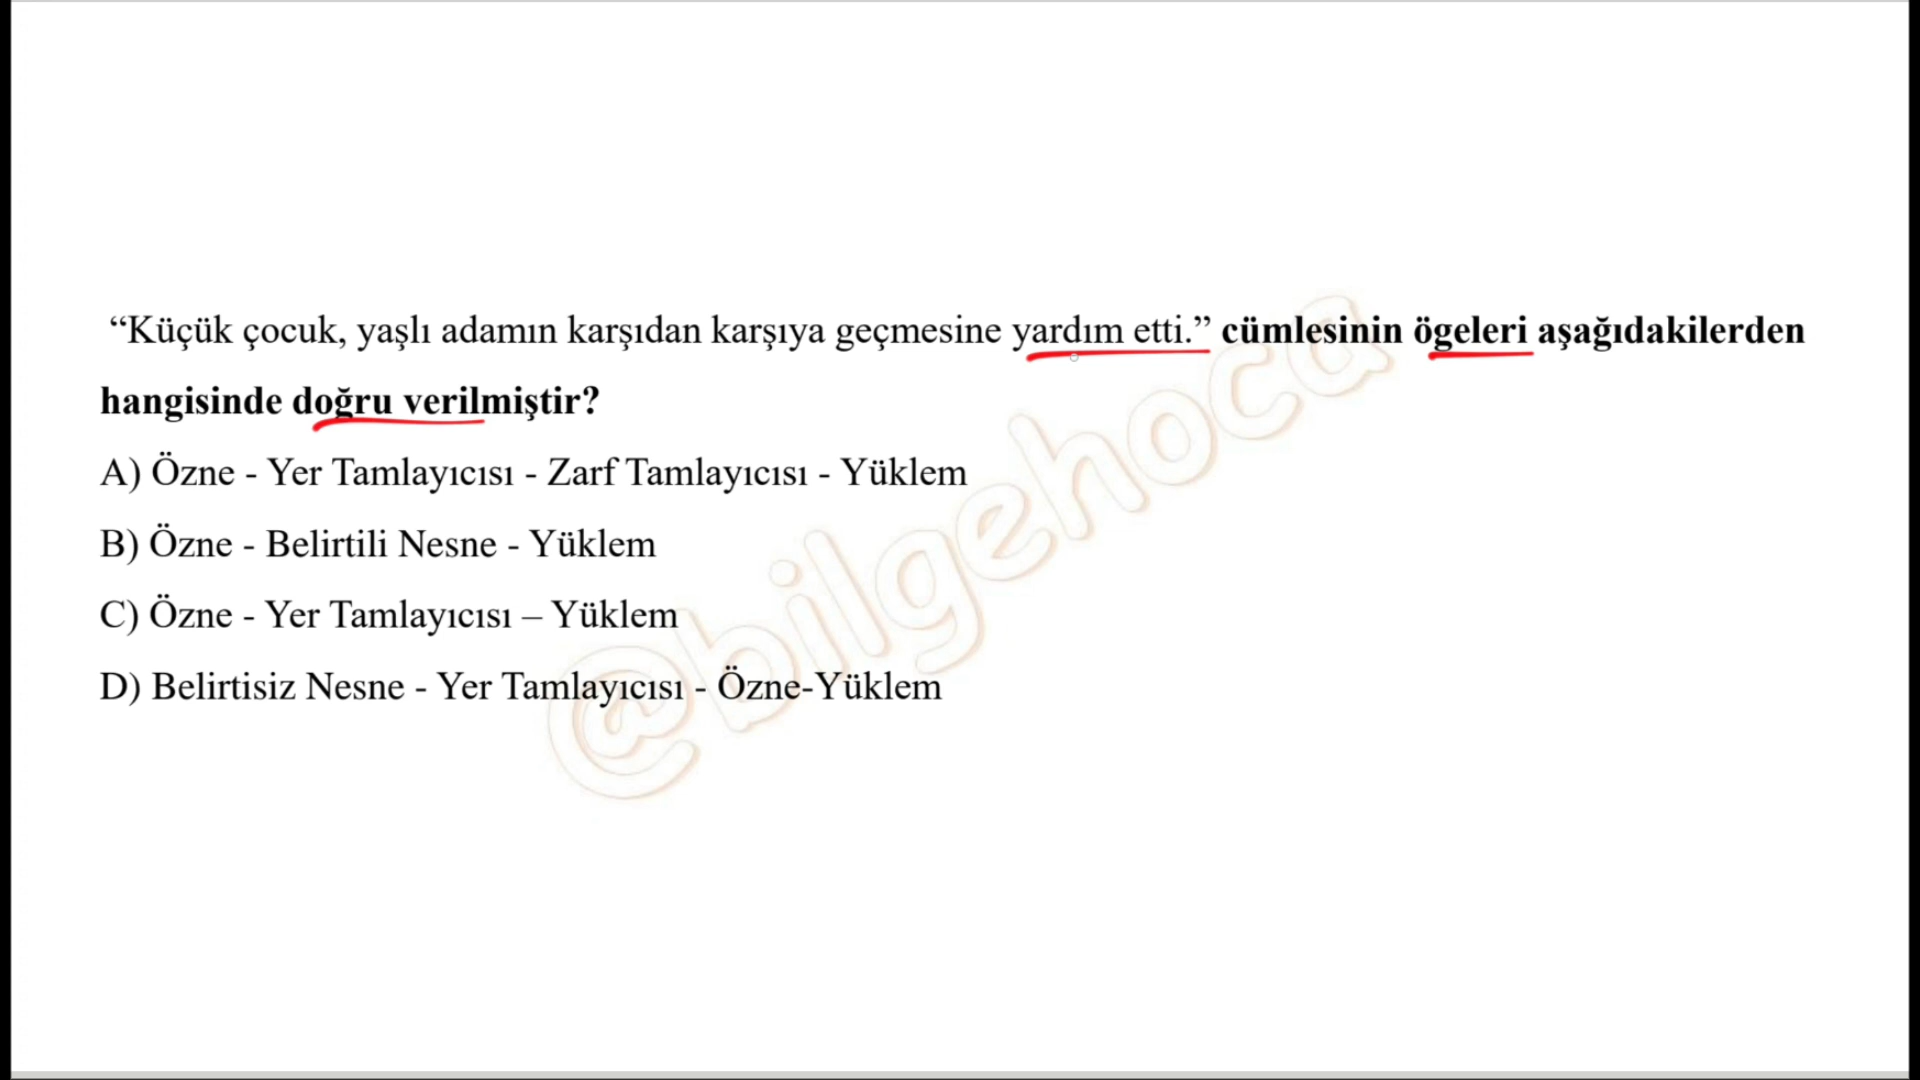 “Küçük çocuk, yaşlı adamın karşıdan karşıya geçmesine yardım etti.” cümlesinin ögeleri aşağıdakilerden
hangisinde doğru verilmiştir?
A) Özne - Yer Tamlayıcısı - Zarf Tamlayıcısı - Yüklem
B) Özne - Belirtili Nesne - Yüklem
C) Özne - Yer Tamlayıcısı – Yüklem
D) Belirtisiz Nesne - Yer Tamlayıcısı - Özne-Yüklem
@bilgehoca